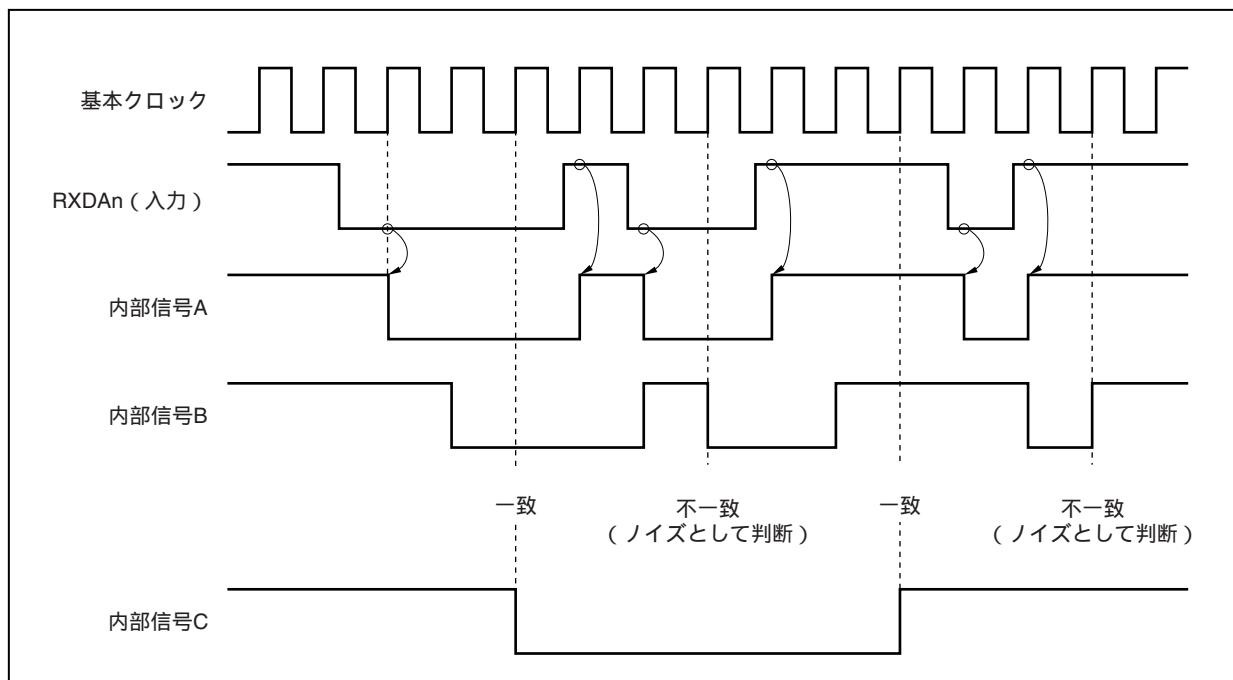 基本クロック
RXDAn（入力）
内部信号A
内部信号B
一致
不一致
（ノイズとして判断）
一致
不一致
（ノイズとして判断）
内部信号C